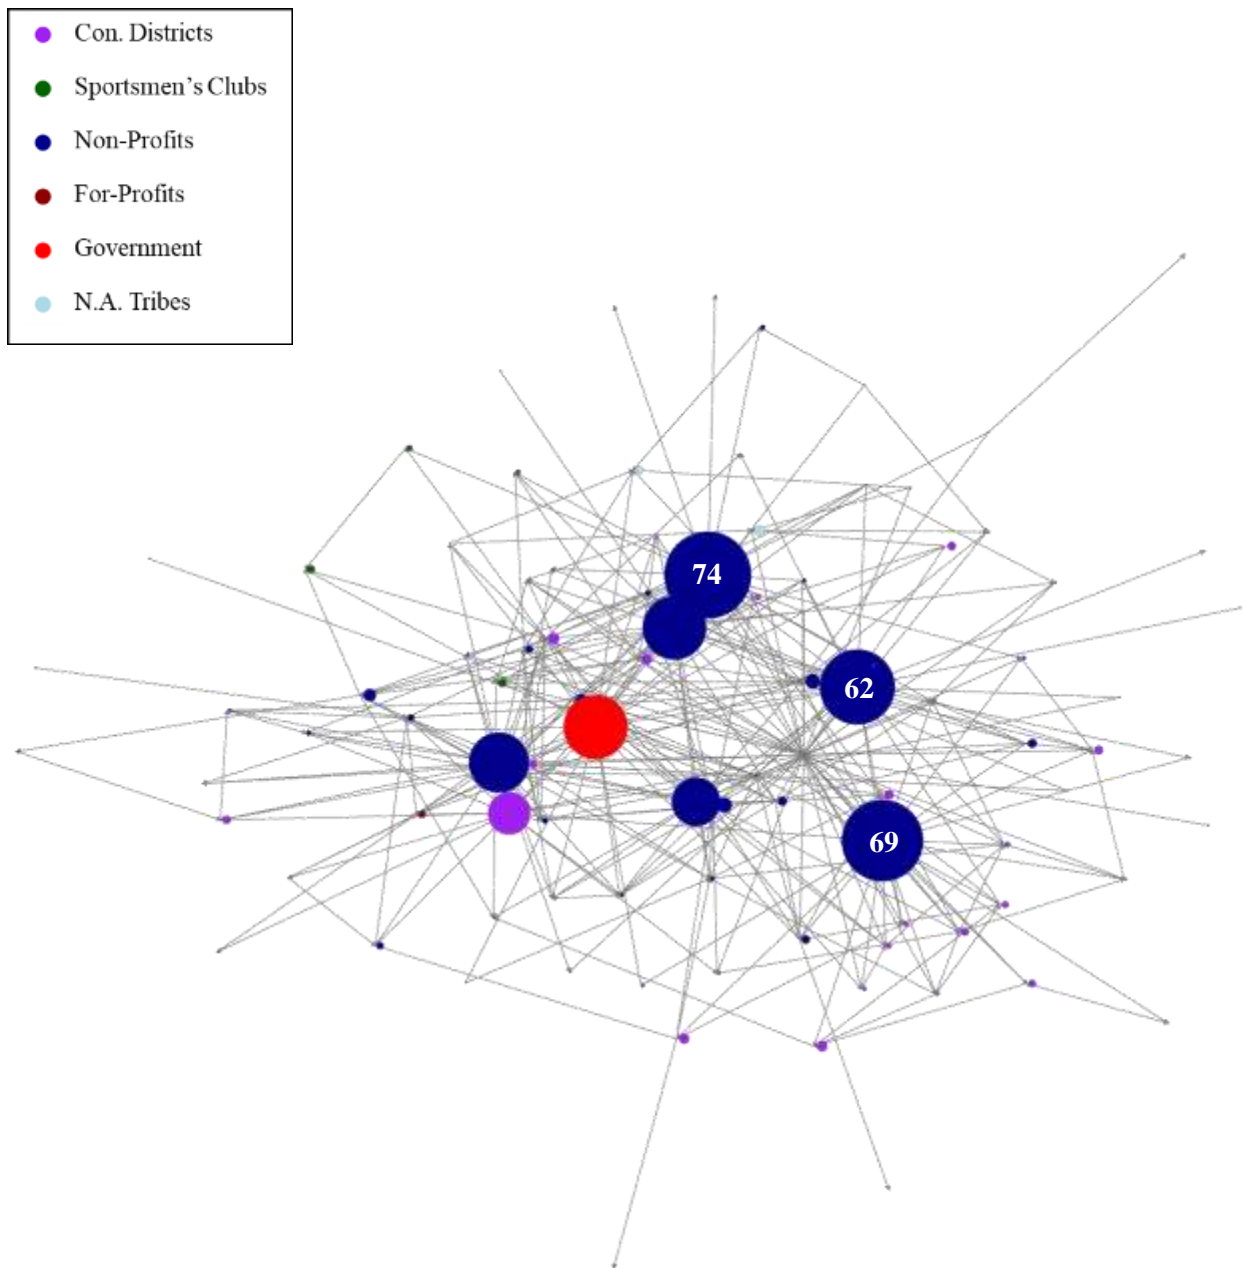 Con. Districts
Sportsmen's Clubs
Non-Profits
For-Profits
Government
N.A. Tribes
74
62
69